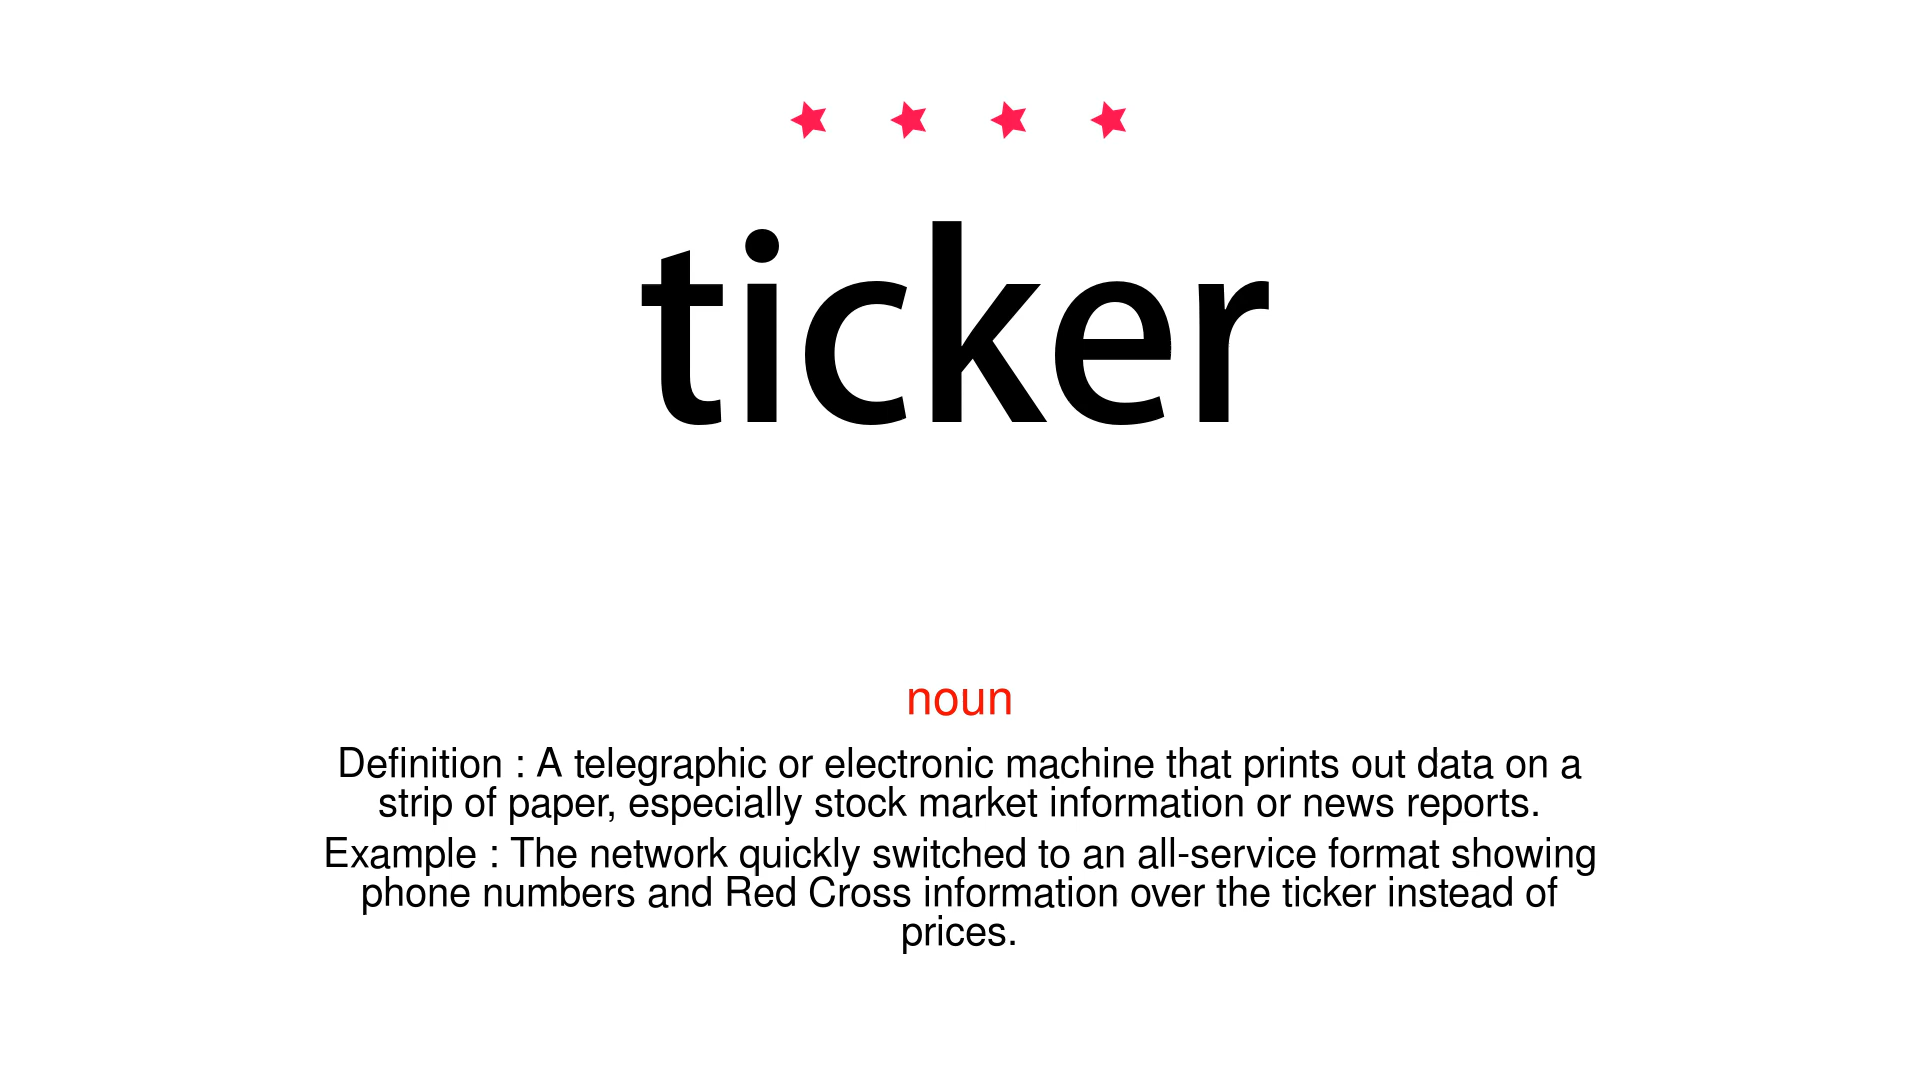 ticker
noun
Definition : A telegraphic or electronic machine that prints out data on a
strip of paper, especially stock market information or news reports.
Example : The network quickly switched to an all-service format showing
phone numbers and Red Cross information over the ticker instead of
prices.